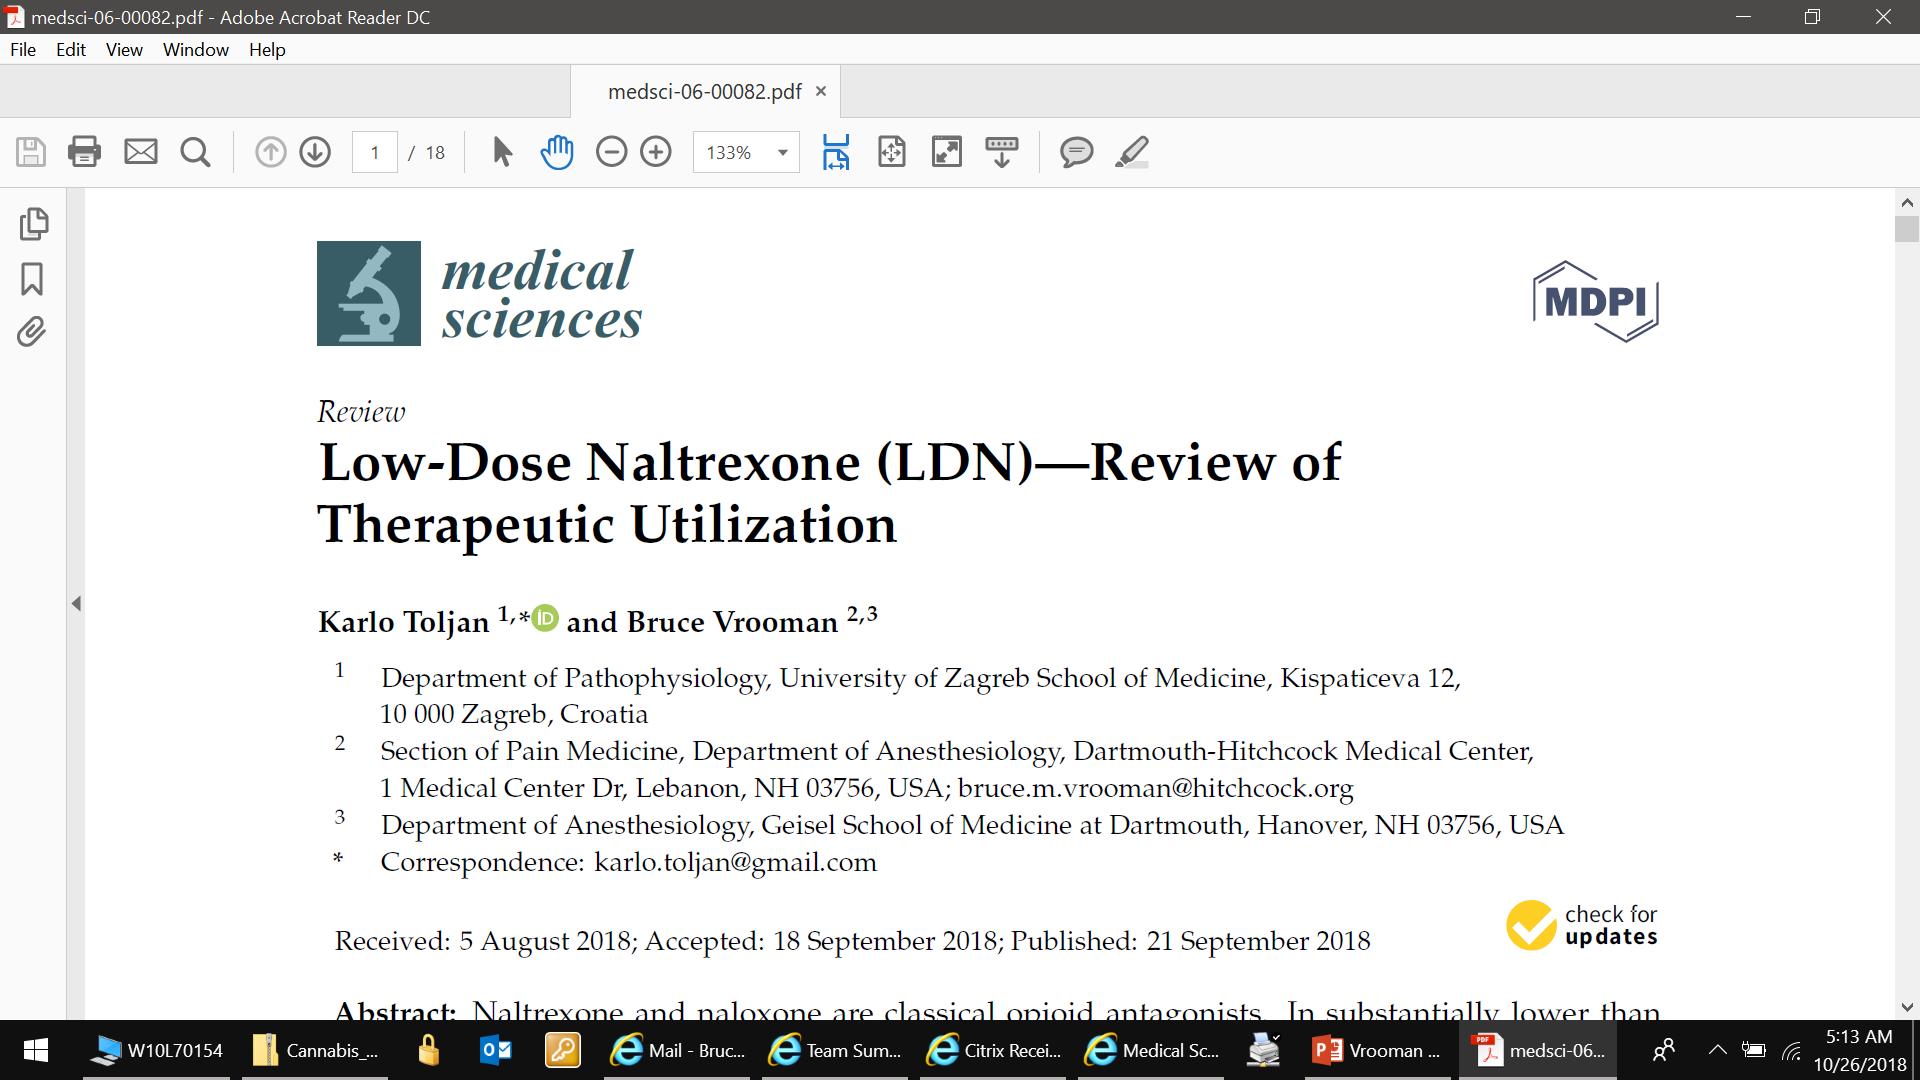 medsci-06-00082.pdf - Adobe Acrobat Reader DC
File Edit View Window Help
medsci-06-00082.pdf ×
1 / 18 133%
medical
sciences
MDPI
Review
Low-Dose Naltrexone (LDN)—Review of
Therapeutic Utilization
Karlo Toljan 1,* iD and Bruce Vrooman 2,3
1 Department of Pathophysiology, University of Zagreb School of Medicine, Kispaticeva 12,
10 000 Zagreb, Croatia
2 Section of Pain Medicine, Department of Anesthesiology, Dartmouth-Hitchcock Medical Center,
1 Medical Center Dr, Lebanon, NH 03756, USA; bruce.m.vrooman@hitchcock.org
3 Department of Anesthesiology, Geisel School of Medicine at Dartmouth, Hanover, NH 03756, USA
* Correspondence: karlo.toljan@gmail.com
check for
updates
Received: 5 August 2018; Accepted: 18 September 2018; Published: 21 September 2018
Abstract: Naltrexone and naloxone are classical opioid antagonists. In substantially lower than
W10L70154 Cannabis_... Mail - Bruc... Team Sum... Citrix Recei... Medical Sc... Vrooman ... medsci-06...
5:13 AM
10/26/2018